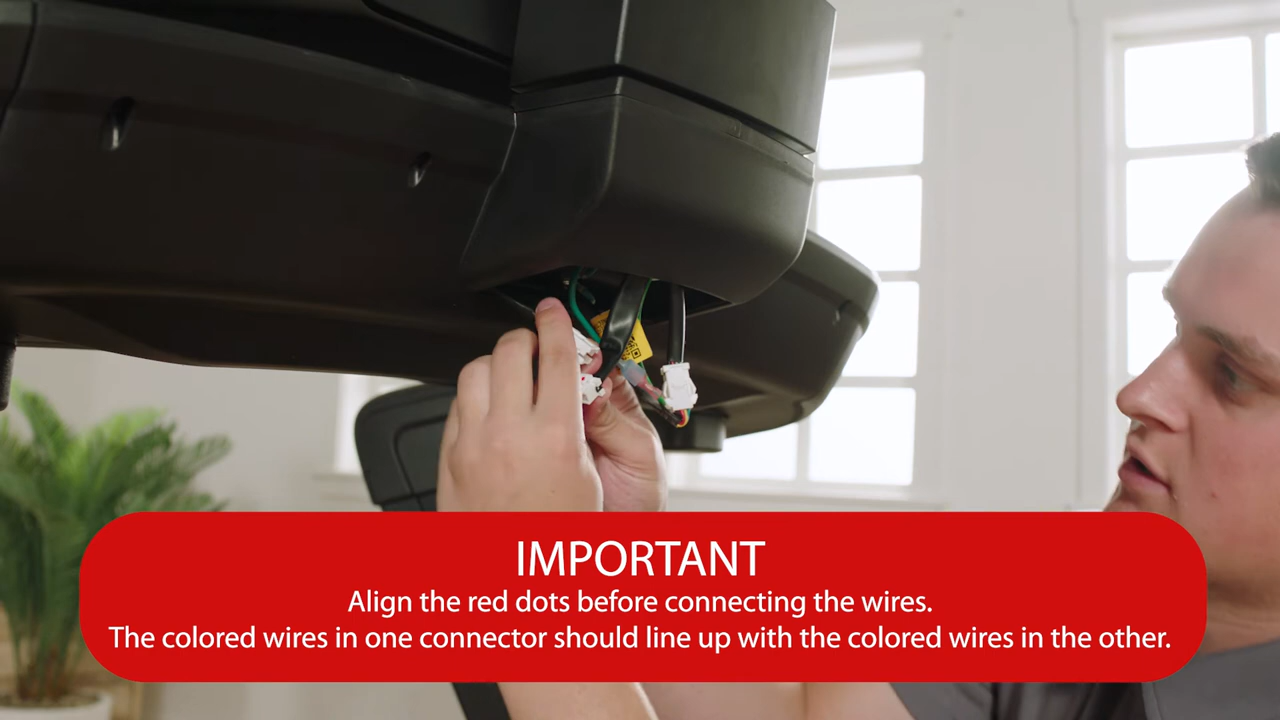 IMPORTANT
Align the red dots before connecting the wires.
The colored wires in one connector should line up with the colored wires in the other.